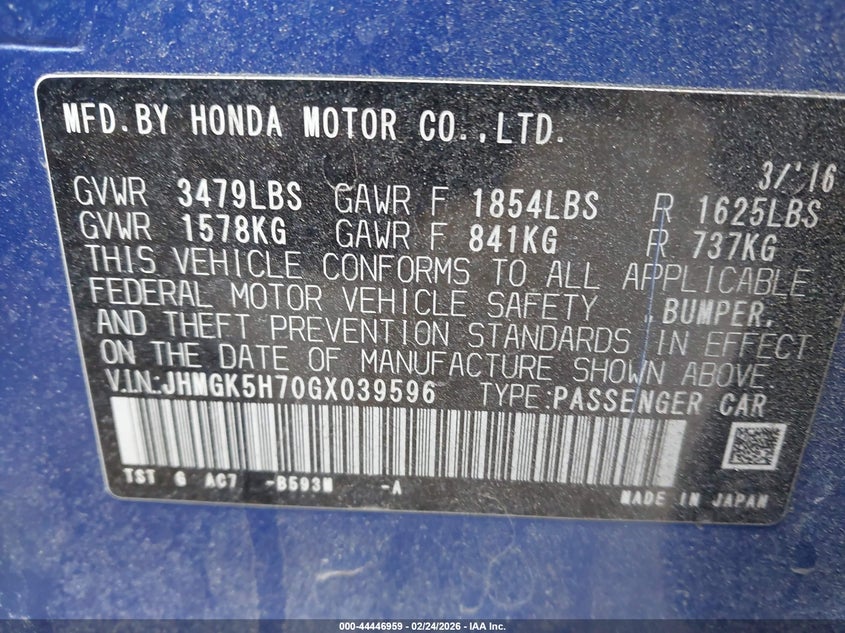 MFD.BY HONDA MOTOR CO.,LTD.
3/'16
GVWR 3479LBS GAWR F 1854LBS R 1625LBS
GVWR 1578KG GAWR F 841KG R 737KG
THIS VEHICLE CONFORMS TO ALL APPLICABLE
FEDERAL MOTOR VEHICLE SAFETY ,BUMPER,
AND THEFT PREVENTION STANDARDS IN EFFECT
ON THE DATE OF MANUFACTURE SHOWN ABOVE.
V.I.N.:JHMGK5H70GX039596 TYPE:PASSENGER CAR
TST G AC7 -B593M -A
MADE IN JAPAN
000-44446959 - 02/24/2026 - IAA Inc.